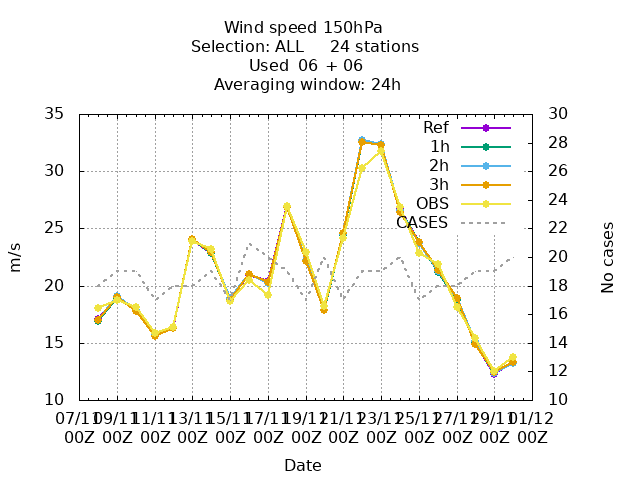 Wind speed 150hPa
Selection: ALL     24 stations
Used  06 + 06
Averaging window: 24h
35 30
28
30 26
24
25 22
20
20 18
16
15 14
12
10 10
m/s
No cases
Ref
1h
2h
3h
OBS
CASES
07/11 09/11 11/11 13/11 15/11 17/11 19/11 21/11 23/11 25/11 27/11 29/11 01/12
00Z 00Z 00Z 00Z 00Z 00Z 00Z 00Z 00Z 00Z 00Z 00Z 00Z
Date